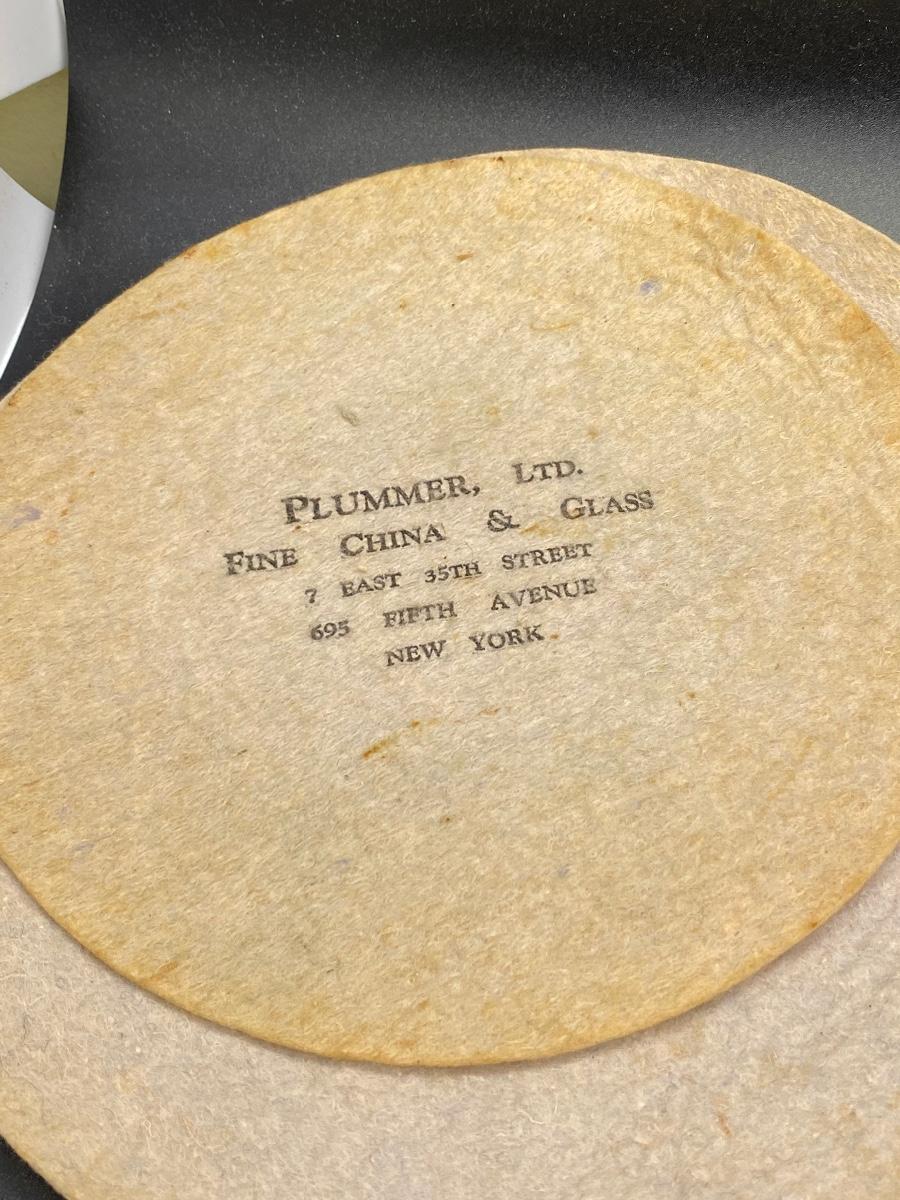 PLUMMER, LTD.
FINE CHINA & GLASS
7 EAST 35TH STREET
695 FIFTH AVENUE
NEW YORK